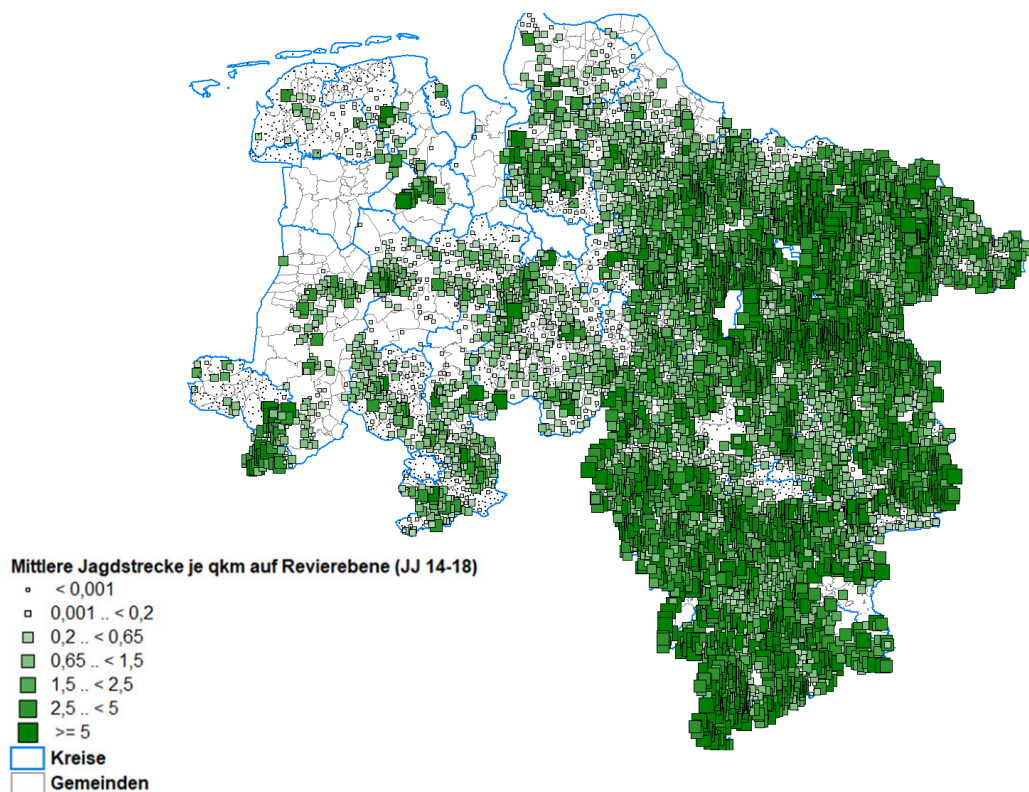 Mittlere Jagdstrecke je qkm auf Revierebene (JJ 14-18)
< 0,001
0,001 .. < 0,2
0,2 .. < 0,65
0,65 .. < 1,5
1,5 .. < 2,5
2,5 .. < 5
>= 5
Kreise
Gemeinden